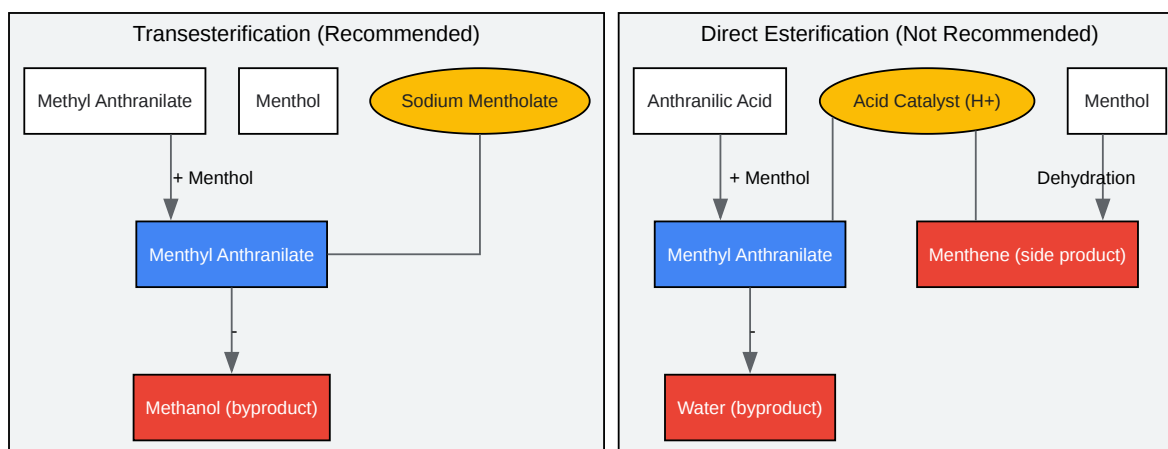 Transesterification (Recommended)
Methyl Anthranilate
Menthol
Sodium Mentholate
+ Menthol
Menthyl Anthranilate
-
Methanol (byproduct)
Direct Esterification (Not Recommended)
Anthranilic Acid
Acid Catalyst (H+)
Menthol
+ Menthol
Dehydration
Menthyl Anthranilate
Menthene (side product)
-
Water (byproduct)